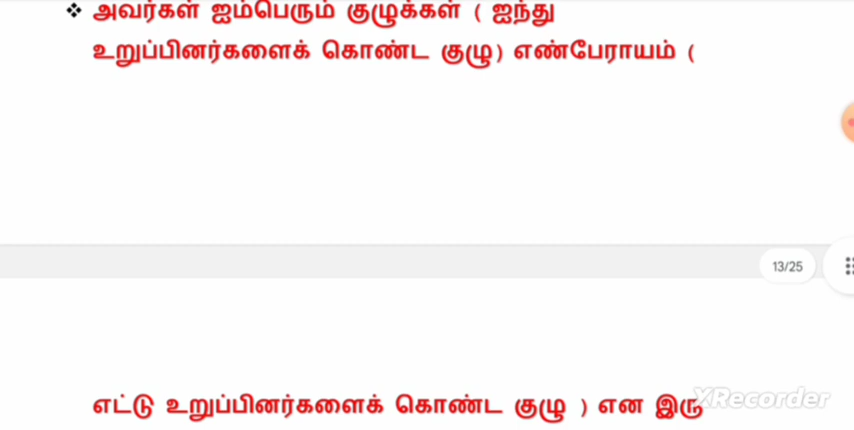 ❖ அவர்கள் ஐம்பெரும் குழுக்கள் ( ஐந்து
உறுப்பினர்களைக் கொண்ட குழு) எண்பேராயம் (
13/25
எட்டு உறுப்பினர்களைக் கொண்ட குழு ) என இரு
XRecorder